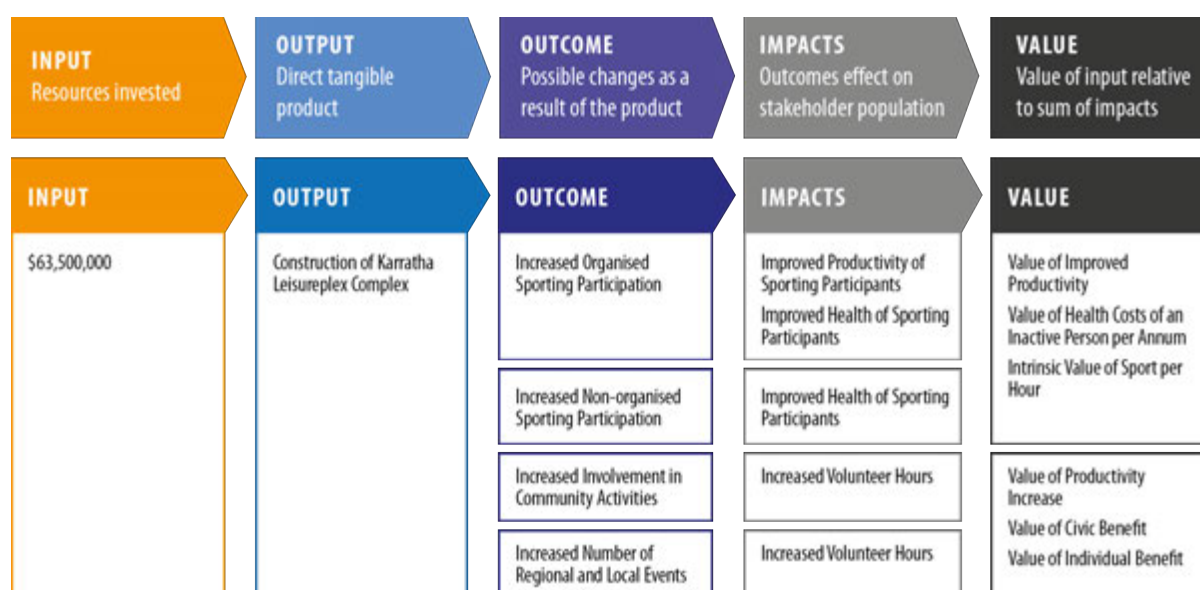 INPUT
Resources invested
OUTPUT
Direct tangible
product
OUTCOME
Possible changes as a
result of the product
IMPACTS
Outcomes effect on
stakeholder population
VALUE
Value of input relative
to sum of impacts
INPUT
$63,500,000
OUTPUT
Construction of Karratha
Leisureplex Complex
OUTCOME
Increased Organised
Sporting Participation
Increased Non-organised
Sporting Participation
Increased Involvement in
Community Activities
Increased Number of
Regional and Local Events
IMPACTS
Improved Productivity of
Sporting Participants
Improved Health of Sporting
Participants
Improved Health of Sporting
Participants
Increased Volunteer Hours
Increased Volunteer Hours
VALUE
Value of Improved
Productivity
Value of Health Costs of an
Inactive Person per Annum
Intrinsic Value of Sport per
Hour
Value of Productivity
Increase
Value of Civic Benefit
Value of Individual Benefit